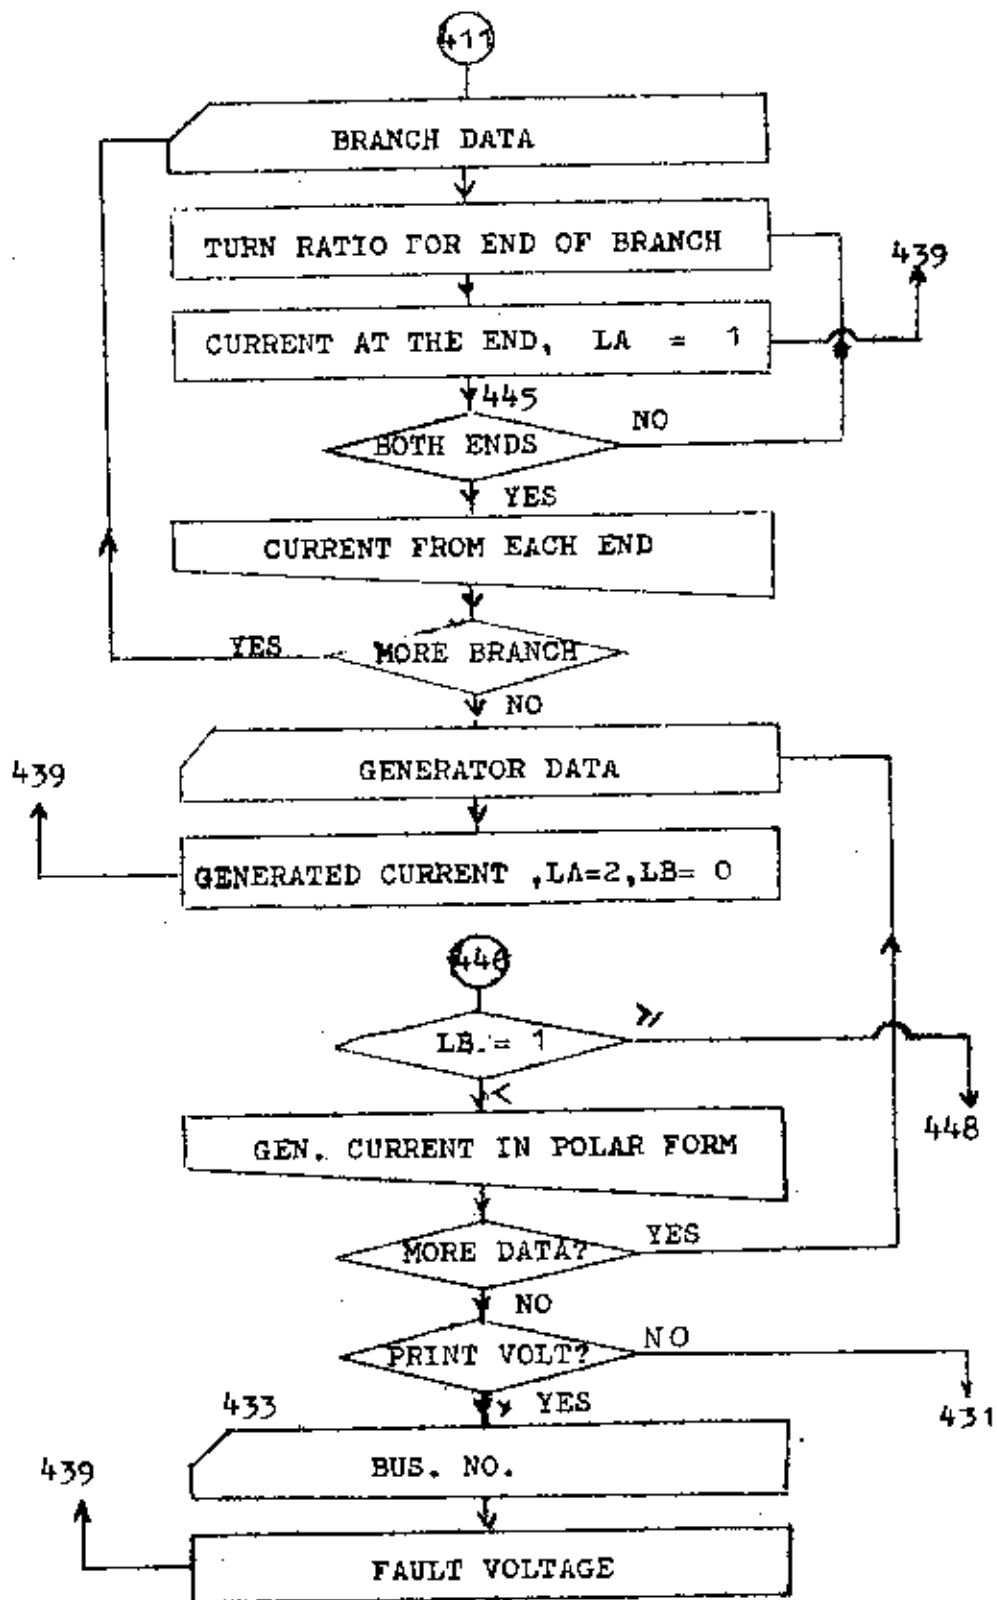 411
BRANCH DATA
TURN RATIO FOR END OF BRANCH
439
CURRENT AT THE END, LA = 1
445
BOTH ENDS
NO
YES
CURRENT FROM EACH END
MORE BRANCH
YES
NO
GENERATOR DATA
439
GENERATED CURRENT ,LA=2,LB= 0
446
LB.= 1
≥
<
448
GEN. CURRENT IN POLAR FORM
MORE DATA?
YES
NO
PRINT VOLT?
NO
YES
431
433
BUS. NO.
439
FAULT VOLTAGE